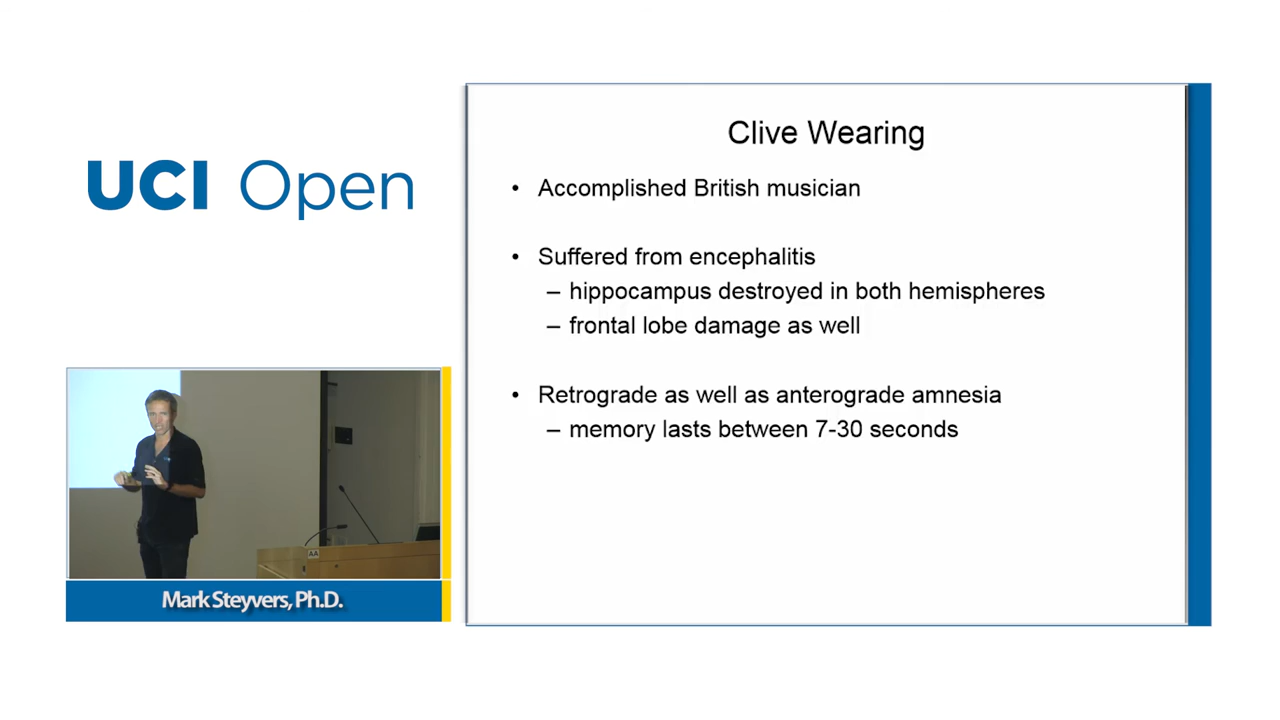 UCI Open
Clive Wearing
• Accomplished British musician
• Suffered from encephalitis
– hippocampus destroyed in both hemispheres
– frontal lobe damage as well
• Retrograde as well as anterograde amnesia
– memory lasts between 7-30 seconds
AA
Mark Steyvers, Ph.D.